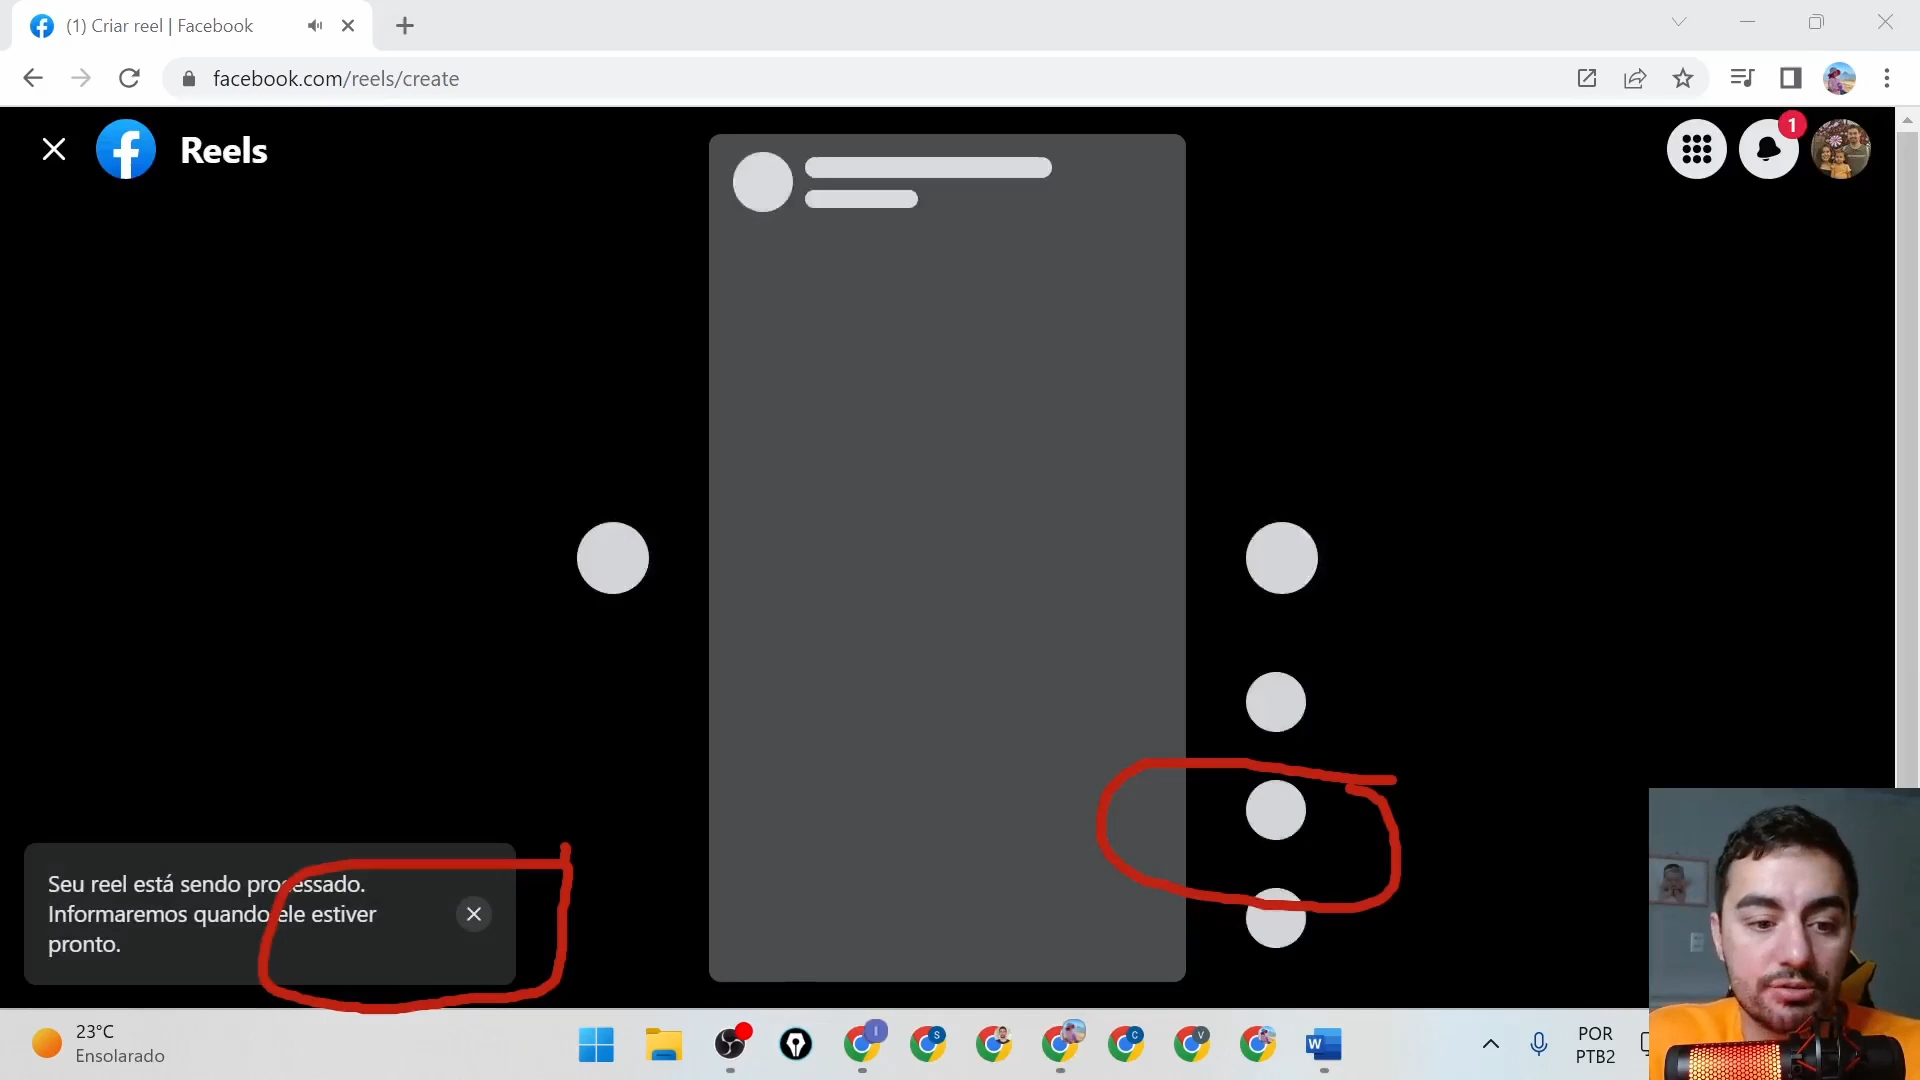 (1) Criar reel | Facebook
facebook.com/reels/create
Reels
1
Seu reel está sendo processado.
Informaremos quando ele estiver
pronto.
23°C
Ensolarado
I
S
C
V
W
POR
PTB2